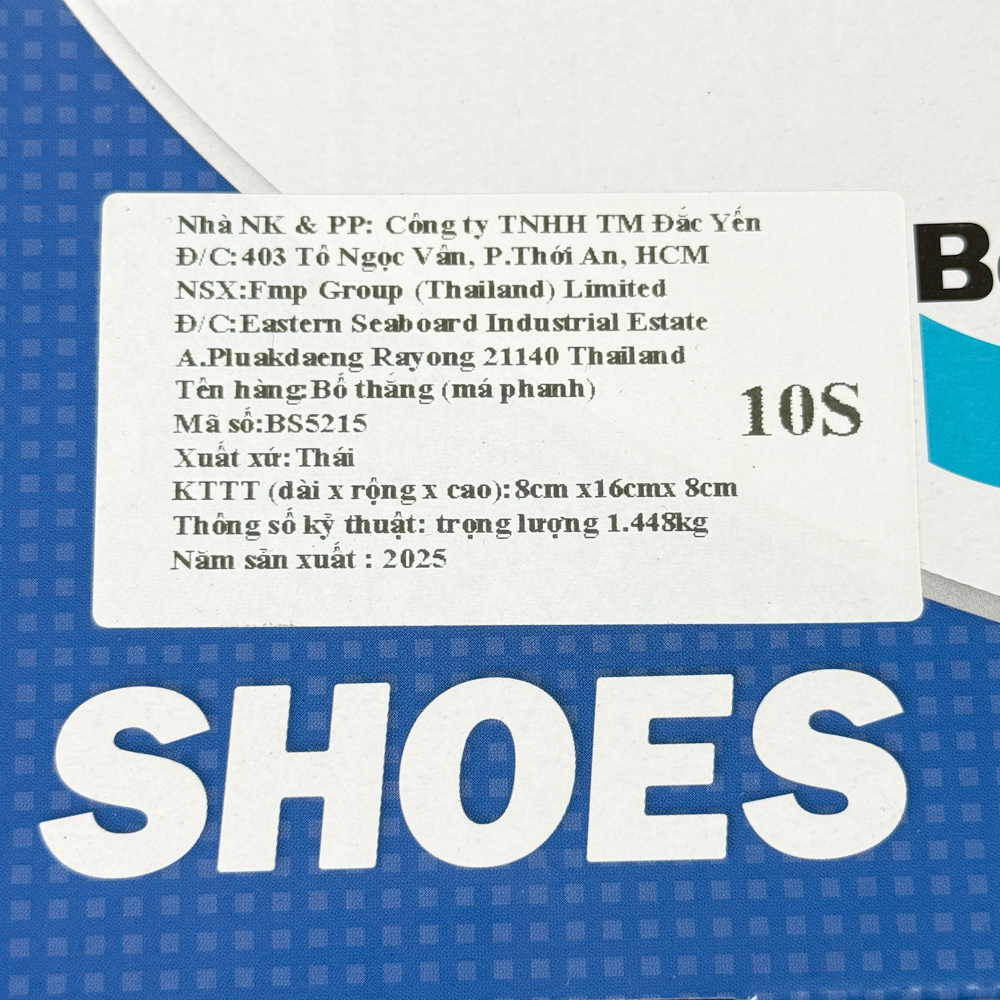 Nhà NK & PP: Công ty TNHH TM Đắc Yến
Đ/C:403 Tô Ngọc Vân, P.Thới An, HCM
NSX:Fmp Group (Thailand) Limited
Đ/C:Eastern Seaboard Industrial Estate
A.Pluakdaeng Rayong 21140 Thailand
Tên hàng:Bố thắng (má phanh)
Mã số:BS5215
Xuất xứ: Thái
KTTT (dài x rộng x cao): 8cm x16cmx 8cm
Thông số kỹ thuật: trọng lượng 1.448kg
Năm sản xuất : 2025
10S
SHOES